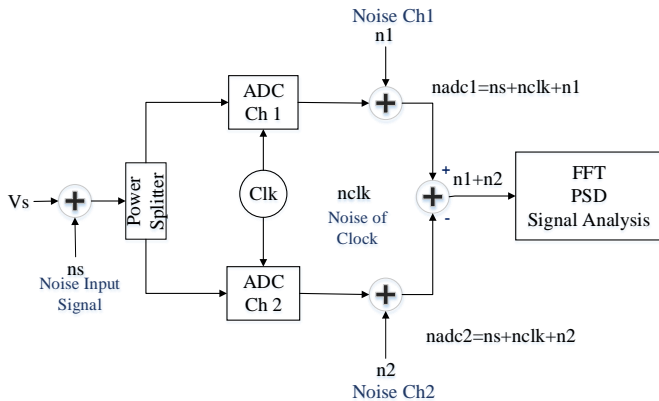 Noise Ch1
n1
ADC
Ch 1
nadc1=ns+nclk+n1
+
n1+n2
-
FFT
PSD
Signal Analysis
Power
Splitter
Clk
nclk
Noise of
Clock
Vs
ns
Noise Input
Signal
ADC
Ch 2
nadc2=ns+nclk+n2
n2
Noise Ch2